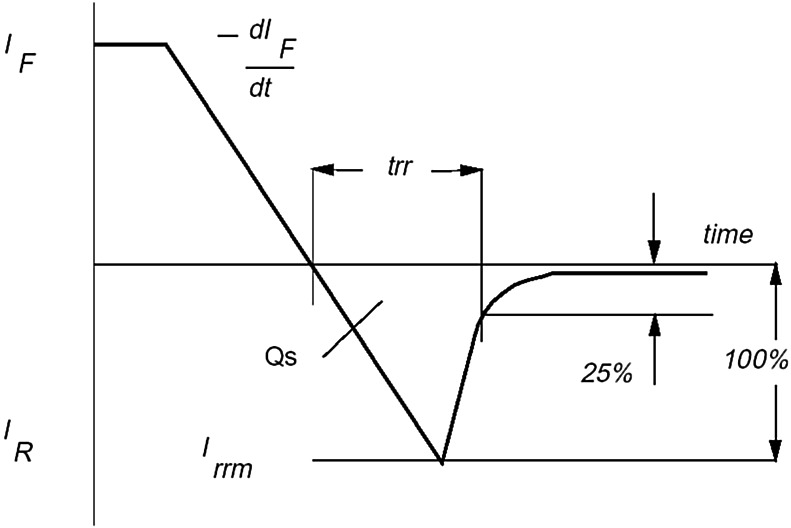 I F
− dI F
dt
trr
time
Qs
25%
100%
I R
I rrm